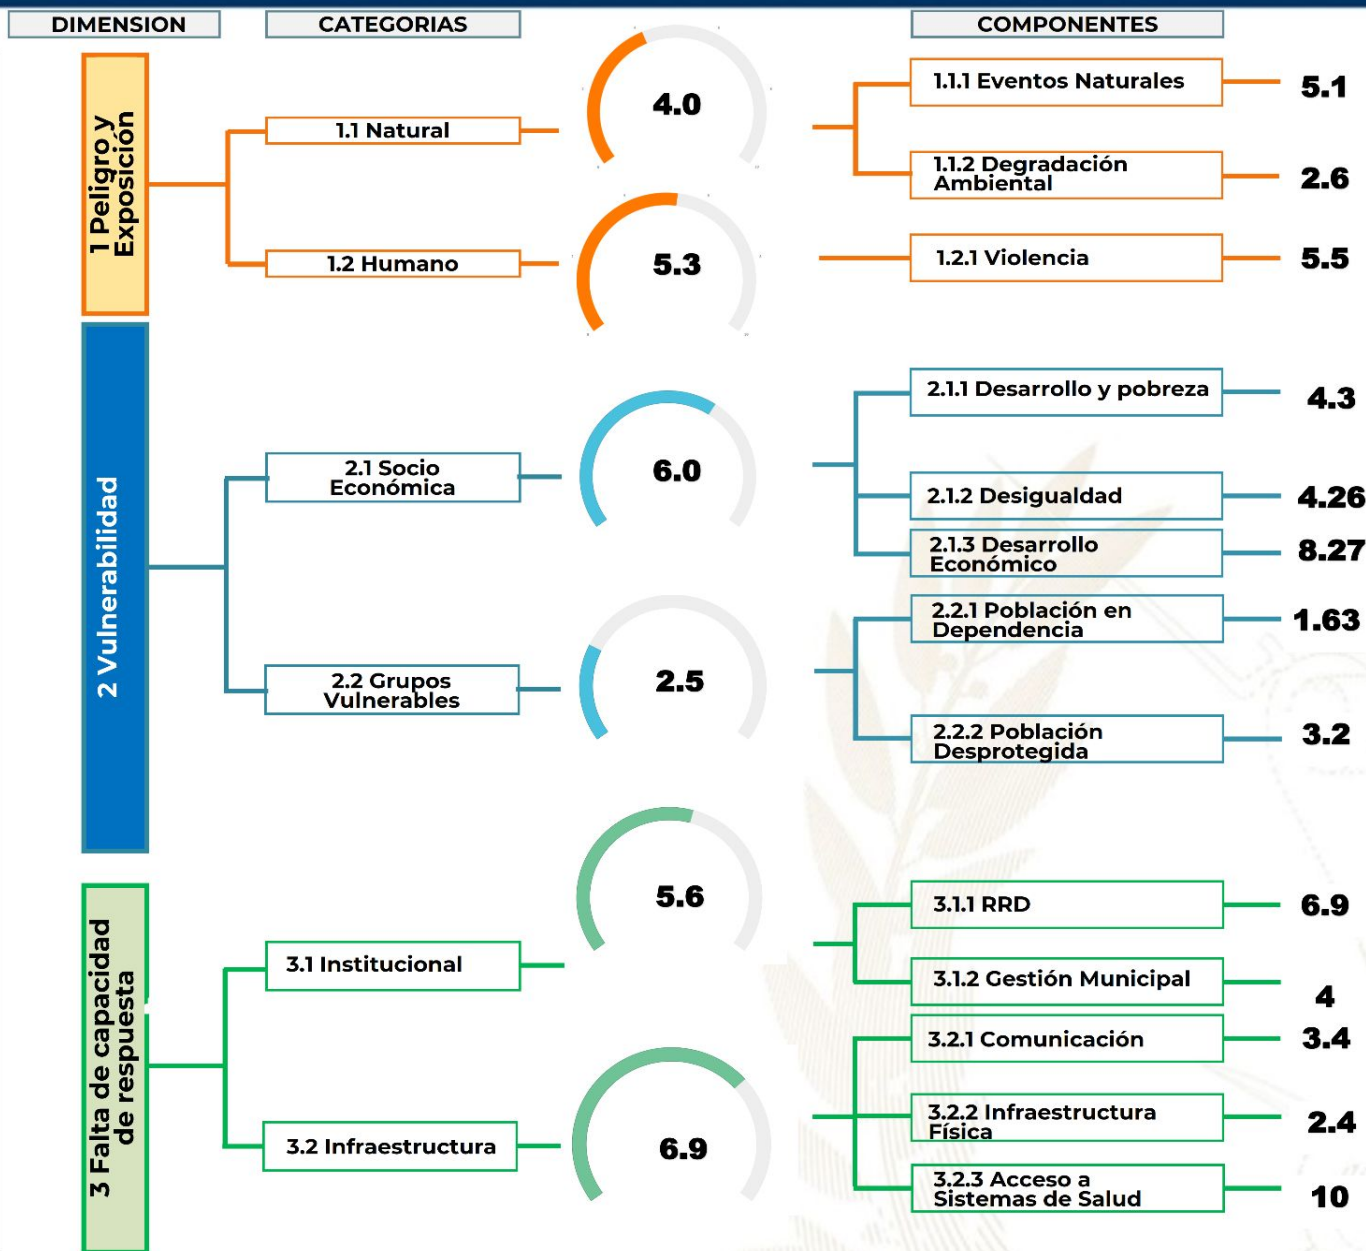 DIMENSION
CATEGORIAS
COMPONENTES
1 Peligro y
Exposición
1.1 Natural
4.0
1.1.1 Eventos Naturales
5.1
1.1.2 Degradación
Ambiental
2.6
1.2 Humano
5.3
1.2.1 Violencia
5.5
2 Vulnerabilidad
2.1 Socio
Económica
6.0
2.1.1 Desarrollo y pobreza
4.3
2.1.2 Desigualdad
4.26
2.1.3 Desarrollo
Económico
8.27
2.2 Grupos
Vulnerables
2.5
2.2.1 Población en
Dependencia
1.63
2.2.2 Población
Desprotegida
3.2
3 Falta de capacidad
de respuesta
3.1 Institucional
5.6
3.1.1 RRD
6.9
3.1.2 Gestión Municipal
4
3.2 Infraestructura
6.9
3.2.1 Comunicación
3.4
3.2.2 Infraestructura
Física
2.4
3.2.3 Acceso a
Sistemas de Salud
10